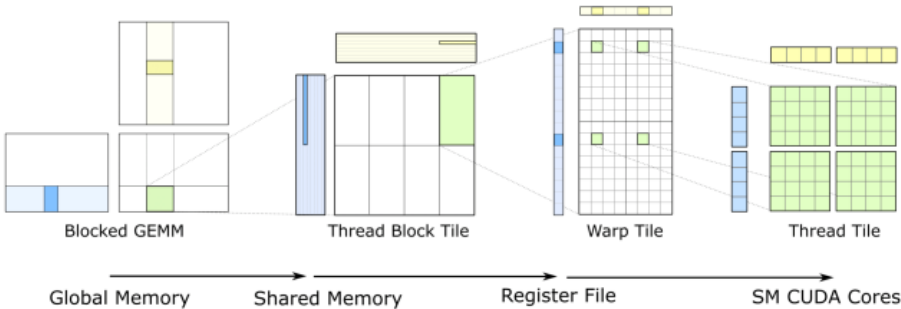 Blocked GEMM
Thread Block Tile
Warp Tile
Thread Tile
Global Memory
Shared Memory
Register File
SM CUDA Cores